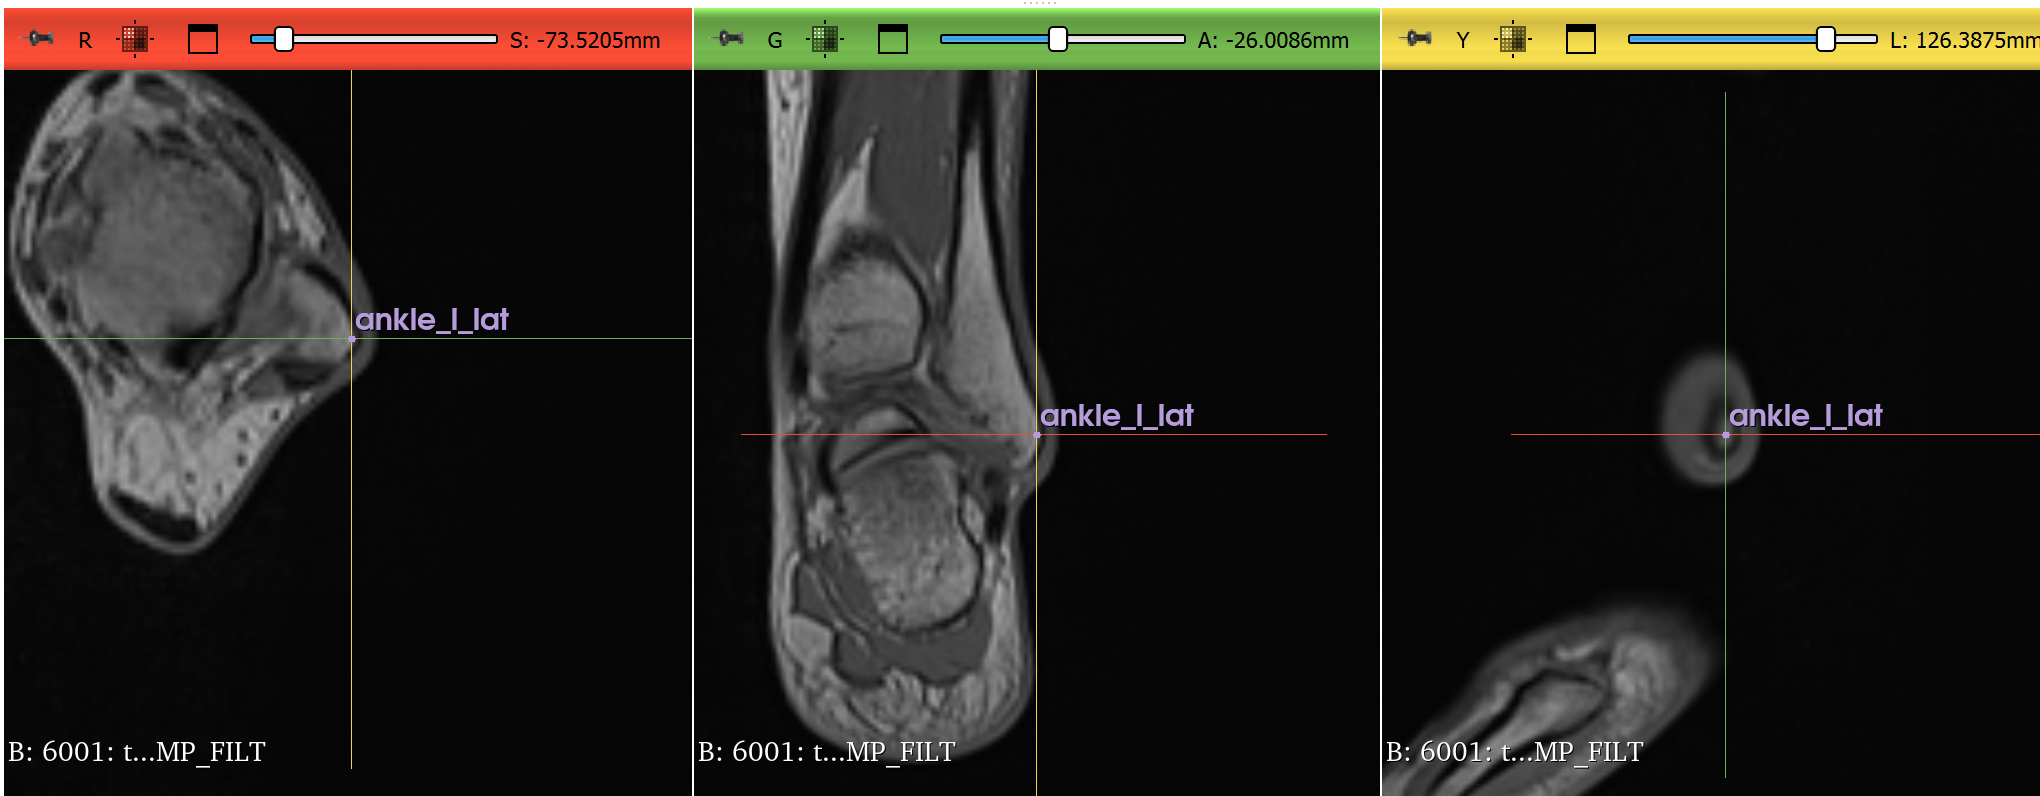 R S: -73.5205mm
G A: -26.0086mm
Y L: 126.3875mm
ankle_l_lat
ankle_l_lat
ankle_l_lat
B: 6001: t...MP_FILT
B: 6001: t...MP_FILT
B: 6001: t...MP_FILT